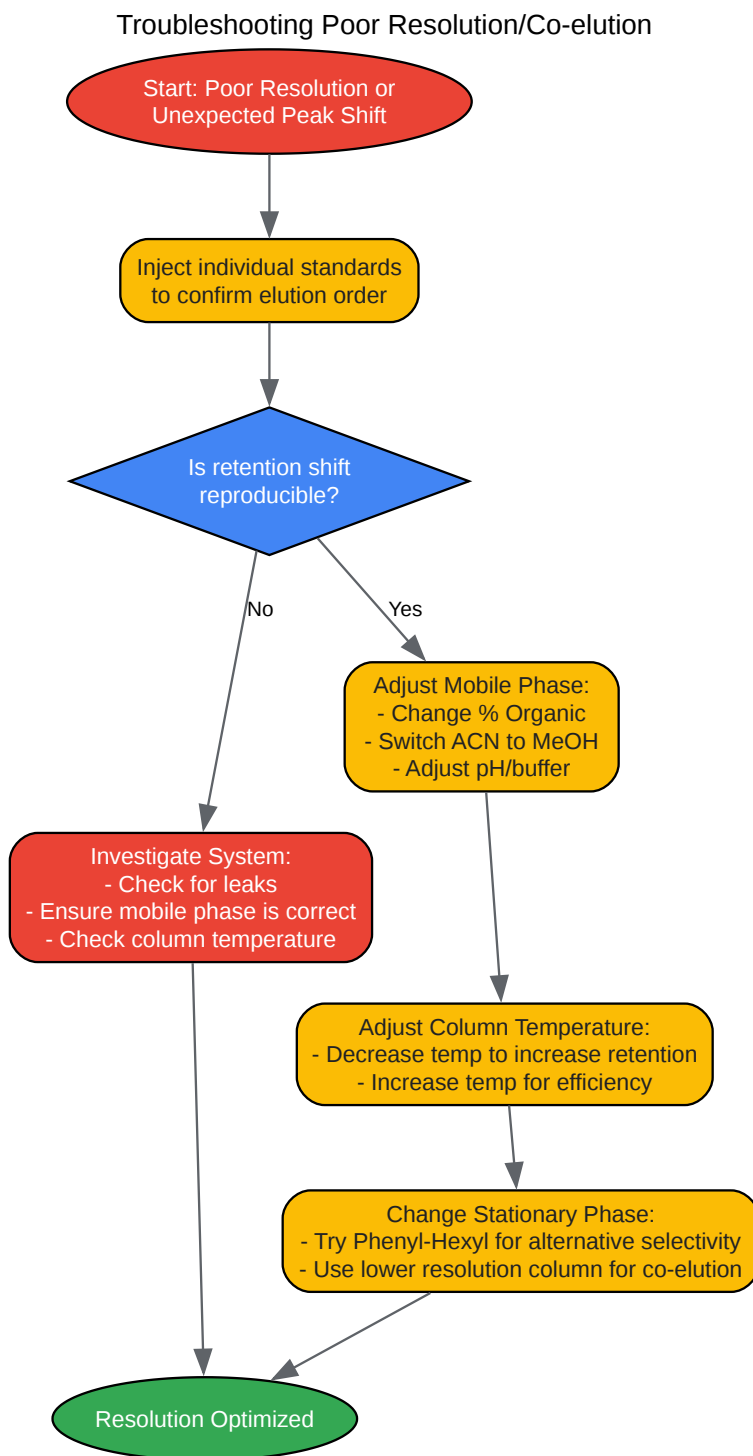 Troubleshooting Poor Resolution/Co-elution
Start: Poor Resolution or
Unexpected Peak Shift
Inject individual standards
to confirm elution order
Is retention shift
reproducible?
No
Yes
Adjust Mobile Phase:
- Change % Organic
- Switch ACN to MeOH
- Adjust pH/buffer
Investigate System:
- Check for leaks
- Ensure mobile phase is correct
- Check column temperature
Adjust Column Temperature:
- Decrease temp to increase retention
- Increase temp for efficiency
Change Stationary Phase:
- Try Phenyl-Hexyl for alternative selectivity
- Use lower resolution column for co-elution
Resolution Optimized